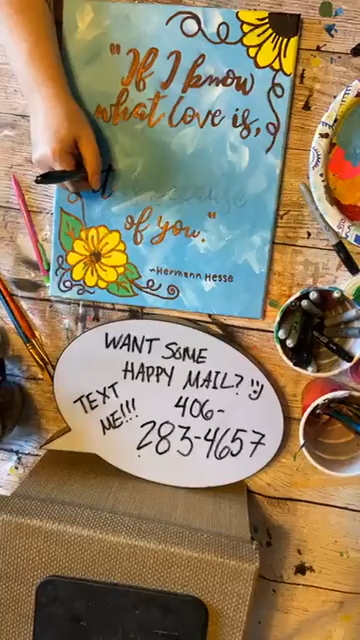 "If I know
what love is,
of you."
~Hermann Hesse
WANT SOME
HAPPY MAIL? :)
TEXT
ME!!!
406-
283-4657